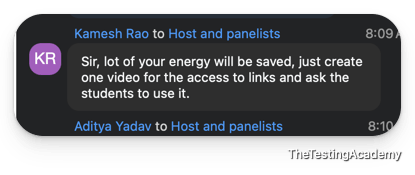 Kamesh Rao to Host and panelists 8:09
KR
Sir, lot of your energy will be saved, just create
one video for the access to links and ask the
students to use it.
Aditya Yadav to Host and panelists 8:10
TheTestingAcademy